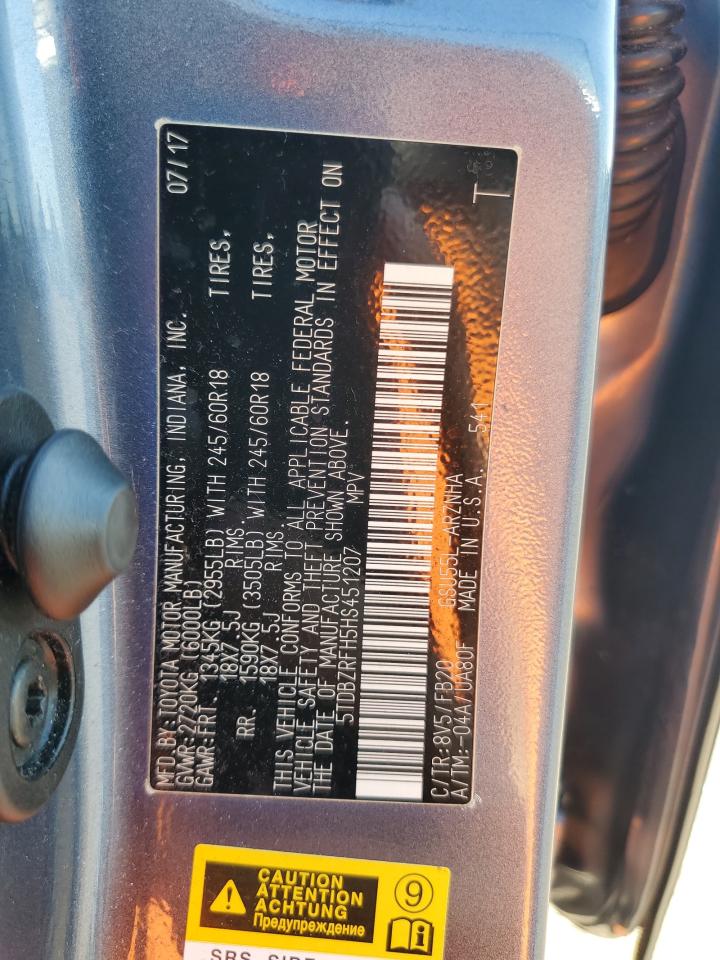 MFD.BY:TOYOTA MOTOR MANUFACTURING, INDIANA, INC. 07/17
GVWR:2720KG (6000LB)
GAWR:FRT 1345KG (2955LB) WITH 245/60R18 TIRES,
18X7.5J RIMS.
RR. 1590KG (3505LB) WITH 245/60R18 TIRES,
18X7.5J RIMS.
THIS VEHICLE CONFORMS TO ALL APPLICABLE FEDERAL MOTOR
VEHICLE SAFETY AND THEFT PREVENTION STANDARDS IN EFFECT ON
THE DATE OF MANUFACTURE SHOWN ABOVE.
5TDBZRFH5HS451207 MPV
C/TR:8V5/FB20 GSU55L-ARZNHA
A/TM:-04A/UA80F MADE IN U.S.A. 541 T
CAUTION
ATTENTION
ACHTUNG
Предупреждение
9